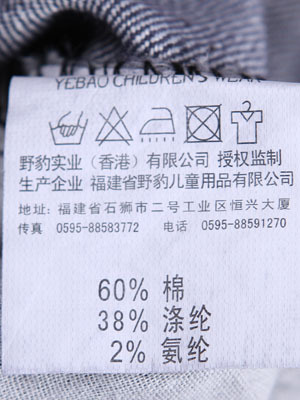 YEBAO CHILDREN'S WEAR
野豹实业（香港）有限公司 授权监制
生产企业 福建省野豹儿童用品有限公司
地址: 福建省石狮市二号工业区恒兴大厦
传真 0595-88583772 电话 0595-88591270
60% 棉
38% 涤纶
2% 氨纶